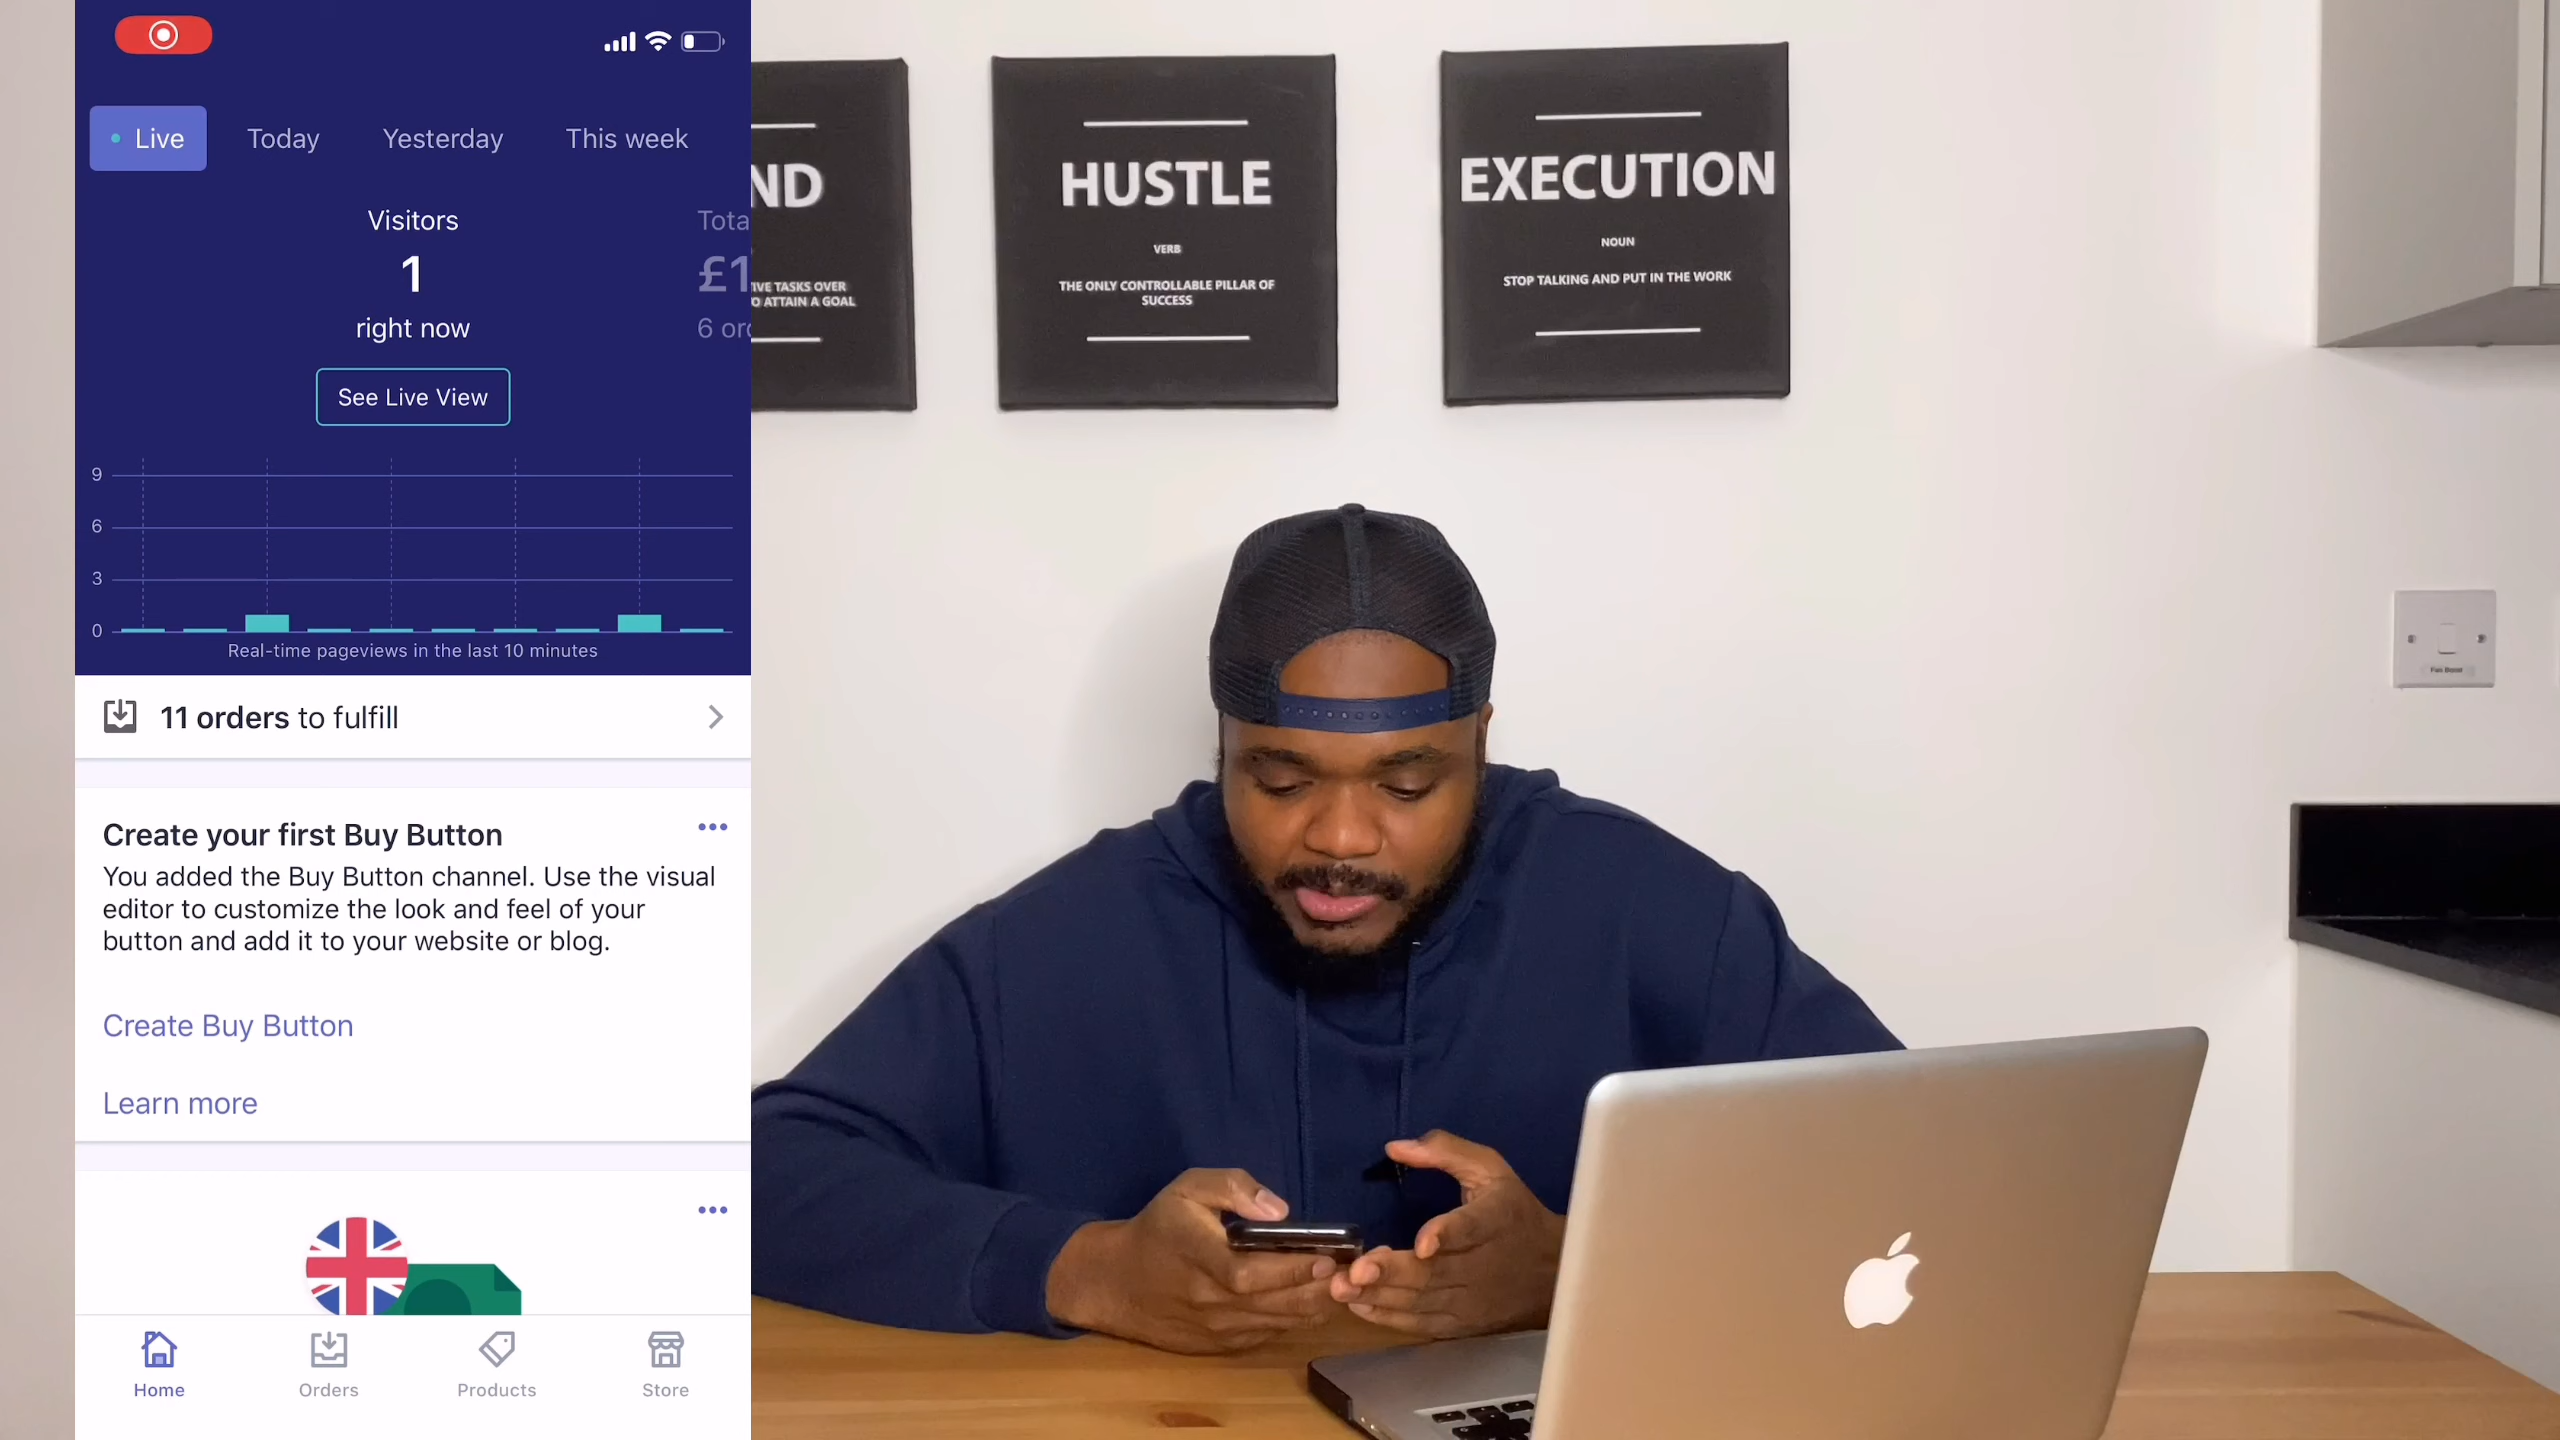 Live
Today
Yesterday
This week
Visitors
1
right now
Tota
£1
6 ord
See Live View
9
6
3
0
Real-time pageviews in the last 10 minutes
11 orders to fulfill
Create your first Buy Button
You added the Buy Button channel. Use the visual
editor to customize the look and feel of your
button and add it to your website or blog.
Create Buy Button
Learn more
Home
Orders
Products
Store
ND
IVE TASKS OVER
O ATTAIN A GOAL
HUSTLE
VERB
THE ONLY CONTROLLABLE PILLAR OF
SUCCESS
EXECUTION
NOUN
STOP TALKING AND PUT IN THE WORK